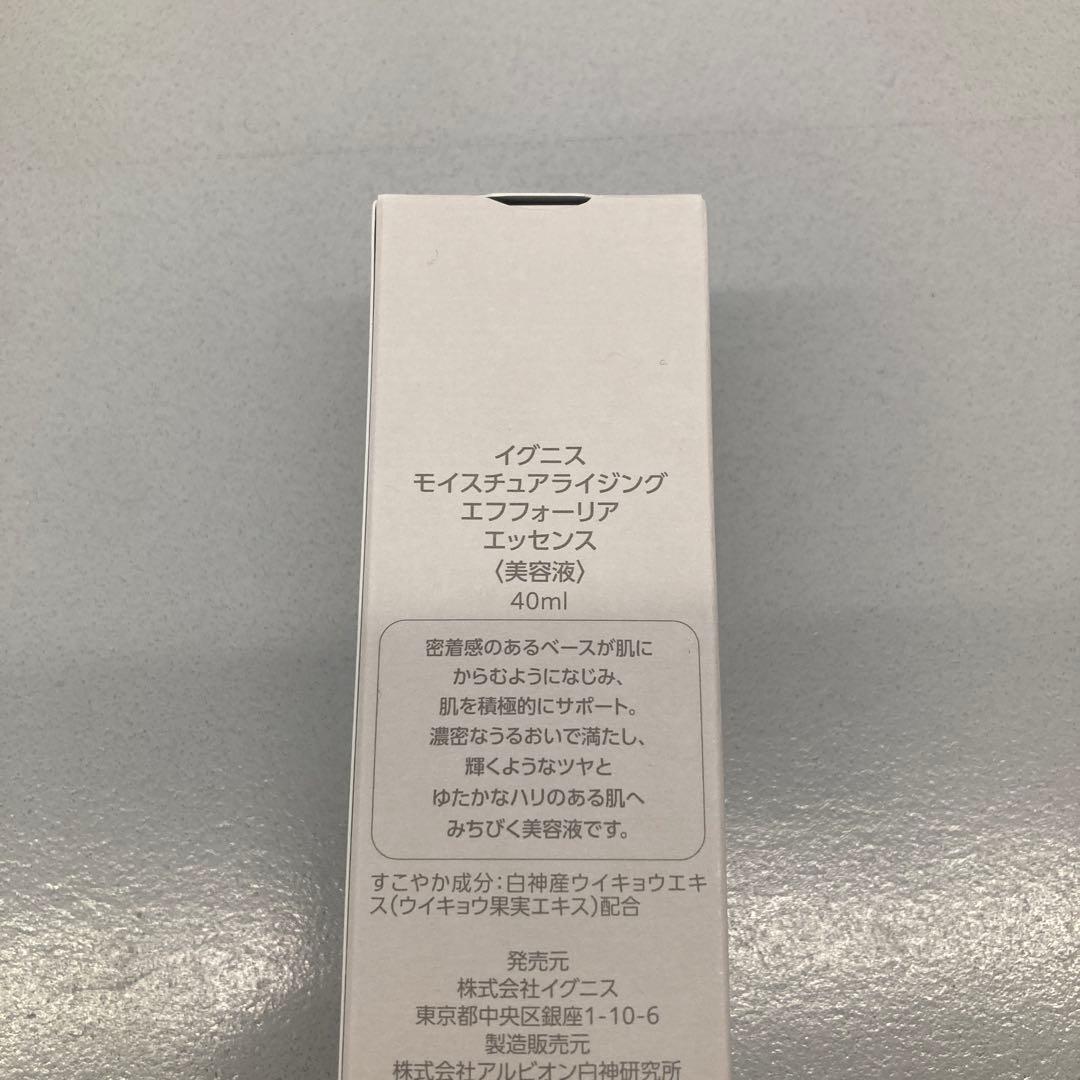 イグニス
モイスチュアライジング
エフフォーリア
エッセンス
〈美容液〉
40ml
密着感のあるベースが肌に
からむようになじみ、
肌を積極的にサポート。
濃密なうるおいで満たし、
輝くようなツヤと
ゆたかなハリのある肌へ
みちびく美容液です。
すこやか成分：白神産ウイキョウエキ
ス(ウイキョウ果実エキス)配合
発売元
株式会社イグニス
東京都中央区銀座1-10-6
製造販売元
株式会社アルビオン白神研究所